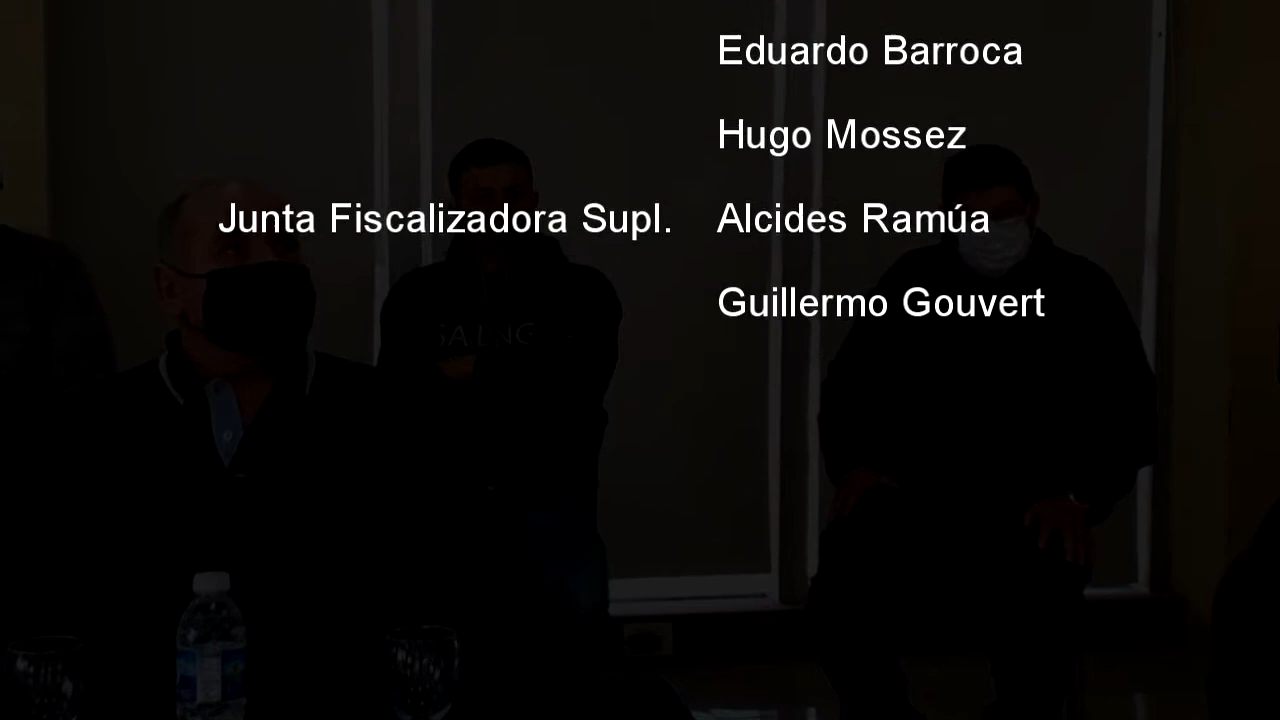 Eduardo Barroca
Hugo Mossez
Junta Fiscalizadora Supl. Alcides Ramúa
Guillermo Gouvert